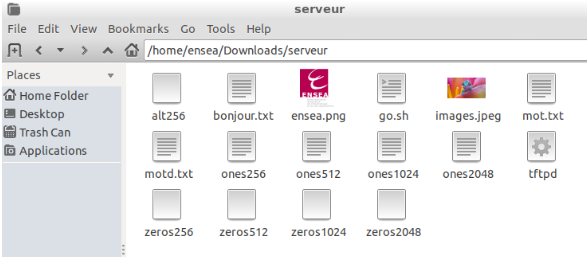 serveur
File Edit View Bookmarks Go Tools Help
/home/ensea/Downloads/serveur
Places
Home Folder
Desktop
Trash Can
Applications
ENSEA
alt256 bonjour.txt ensea.png go.sh images.jpeg mot.txt
motd.txt ones256 ones512 ones1024 ones2048 tftpd
zeros256 zeros512 zeros1024 zeros2048